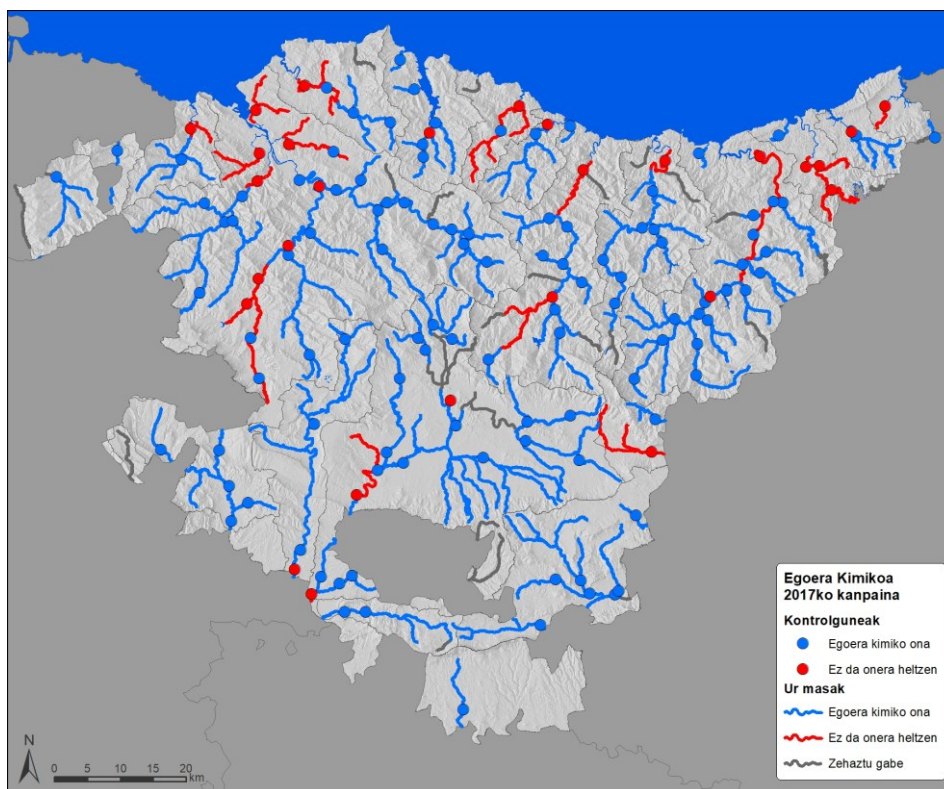 Egoera Kimikoa
2017ko kanpaina
Kontrolguneak
Egoera kimiko ona
Ez da onera heltzen
Ur masak
Egoera kimiko ona
Ez da onera heltzen
Zehaztu gabe
N
0 5 10 15 20
km